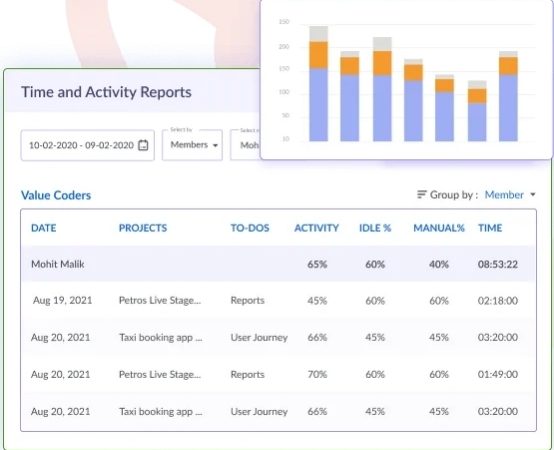 250
200
150
100
50
10
Time and Activity Reports
10-02-2020 - 09-02-2020
Select by
Members
Select
Moh
Value Coders
Group by : Member
DATE PROJECTS TO-DOS ACTIVITY IDLE % MANUAL% TIME
Mohit Malik 65% 60% 40% 08:53:22
Aug 19, 2021 Petros Live Stage... Reports 45% 60% 60% 02:18:00
Aug 20, 2021 Taxi booking app ... User Journey 66% 45% 45% 03:20:00
Aug 20, 2021 Petros Live Stage... Reports 70% 60% 60% 01:49:00
Aug 20, 2021 Taxi booking app ... User Journey 66% 45% 45% 03:20:00